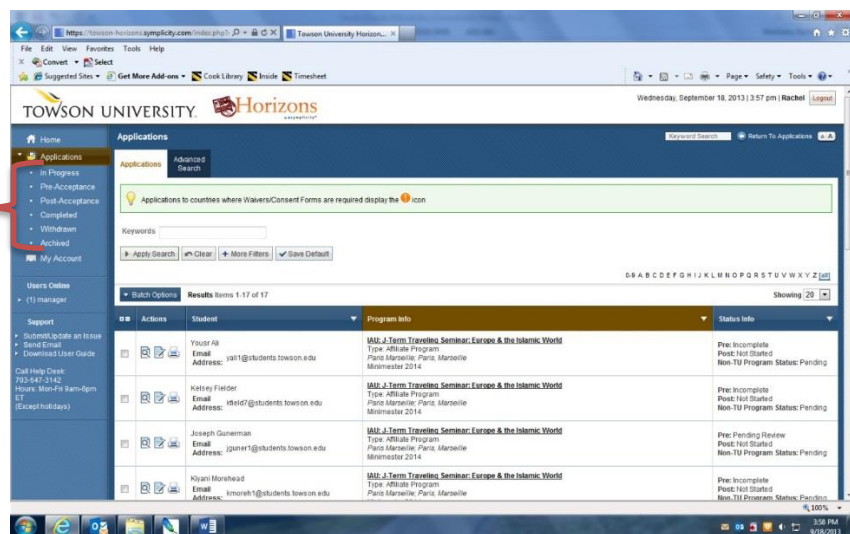 https://towson-horizons.symplicity.com/index.php?
Towson University Horizon...
File Edit View Favorites Tools Help
Convert Select
Suggested Sites Get More Add-ons Cook Library Inside Timesheet
Page Safety Tools
TOWSON UNIVERSITY. Horizons
Wednesday, September 18, 2013 | 3:57 pm | Rachel Logout
Home
Applications
In Progress
Pre-Acceptance
Post-Acceptance
Completed
Withdrawn
Archived
My Account
Users Online
(1) manager
Support
Submit/Update an Issue
Send Email
Download User Guide
Call Help Desk:
703-647-3142
Hours: Mon-Fri 9am-6pm
ET
(Except holidays)
Applications
Keyword Search Return To Applications
Applications Advanced Search
Applications to countries where Waivers/Consent Forms are required display the icon
Keywords
Apply Search Clear + More Filters Save Default
0-9 A B C D E F G H I J K L M N O P Q R S T U V W X Y Z [all]
Batch Options Results Items 1-17 of 17 Showing 20
Actions Student Program Info Status Info
Yousr Ali
Email
Address: yali1@students.towson.edu
IAU: J-Term Traveling Seminar: Europe & the Islamic World
Type: Affiliate Program
Paris Marseille; Paris, Marseille
Minimester 2014
Pre: Incomplete
Post: Not Started
Non-TU Program Status: Pending
Kelsey Fielder
Email
Address: kfield7@students.towson.edu
IAU: J-Term Traveling Seminar: Europe & the Islamic World
Type: Affiliate Program
Paris Marseille; Paris, Marseille
Minimester 2014
Pre: Incomplete
Post: Not Started
Non-TU Program Status: Pending
Joseph Gunerman
Email
Address: jguner1@students.towson.edu
IAU: J-Term Traveling Seminar: Europe & the Islamic World
Type: Affiliate Program
Paris Marseille; Paris, Marseille
Minimester 2014
Pre: Pending Review
Post: Not Started
Non-TU Program Status: Pending
Kiyani Morehead
Email
Address: kmoreh1@students.towson.edu
IAU: J-Term Traveling Seminar: Europe & the Islamic World
Type: Affiliate Program
Paris Marseille; Paris, Marseille
Pre: Incomplete
Post: Not Started
Non-TU Program Status: Pending
100%
3:58 PM
9/18/2013